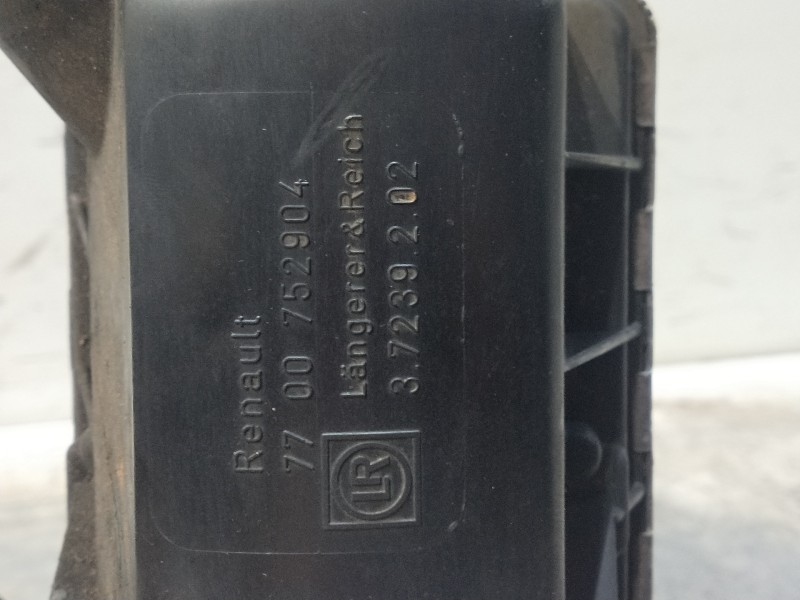 Renault
77 00 752904
Längerer & Reich
3.7239.2.02
LR